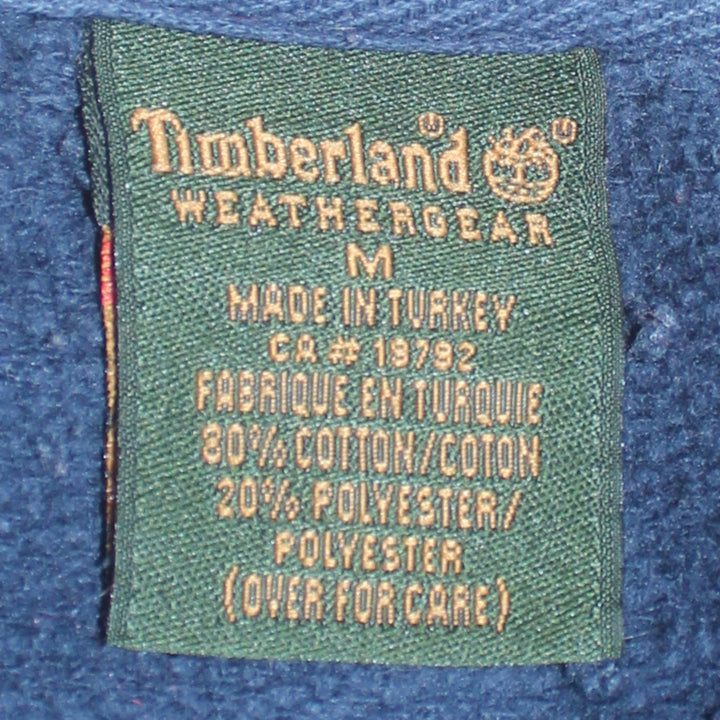 Timberland
WEATHERGEAR
M
MADE IN TURKEY
CA# 19792
FABRIQUE EN TURQUIE
80% COTTON/COTON
20% POLYESTER/
POLYESTER
(OVER FOR CARE)